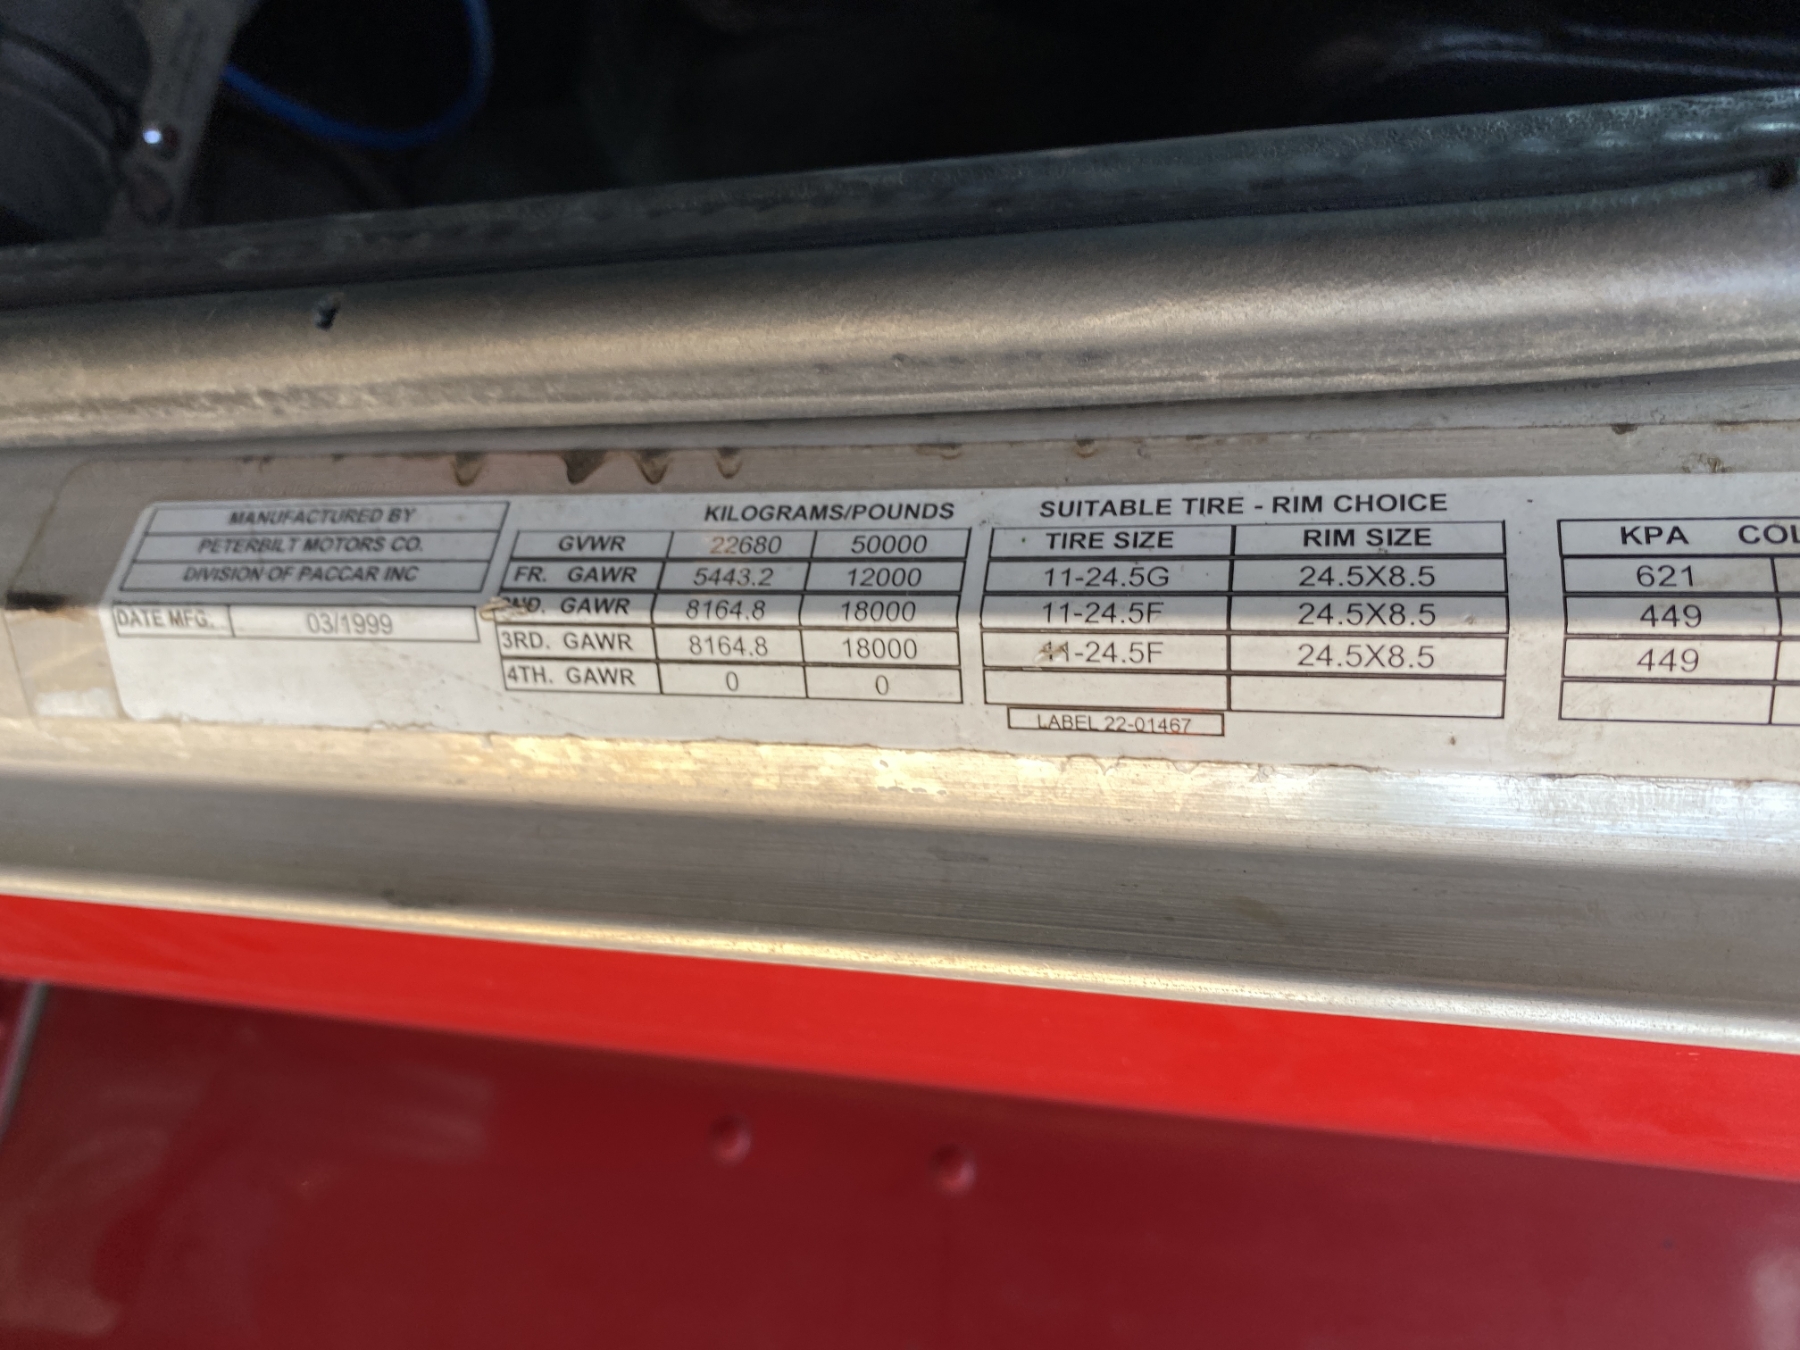 MANUFACTURED BY
PETERBILT MOTORS CO.
DIVISION OF PACCAR INC
DATE MFG. 03/1999
KILOGRAMS/POUNDS
GVWR 22680 50000
FR. GAWR 5443.2 12000
2ND. GAWR 8164.8 18000
3RD. GAWR 8164.8 18000
4TH. GAWR 0 0
SUITABLE TIRE - RIM CHOICE
TIRE SIZE RIM SIZE
11-24.5G 24.5X8.5
11-24.5F 24.5X8.5
11-24.5F 24.5X8.5
LABEL 22-01467
KPA
621
449
449